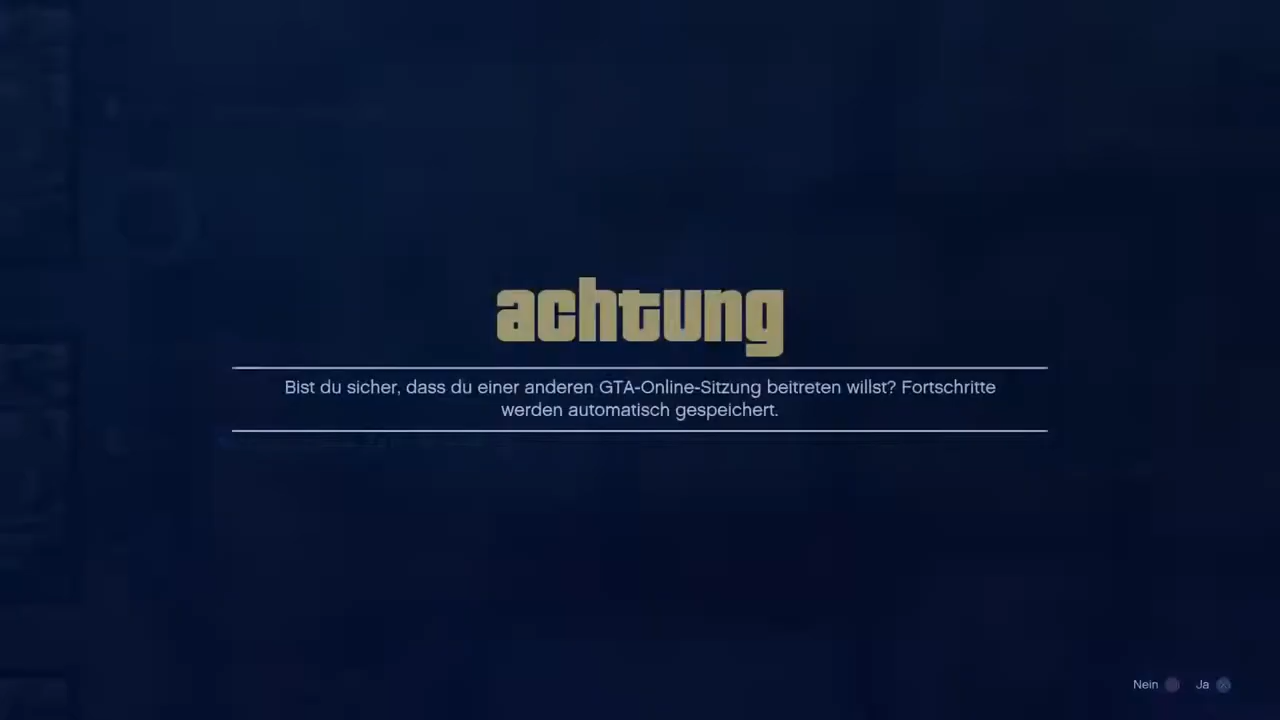 achtung
Bist du sicher, dass du einer anderen GTA-Online-Sitzung beitreten willst? Fortschritte
werden automatisch gespeichert.
Nein Ja